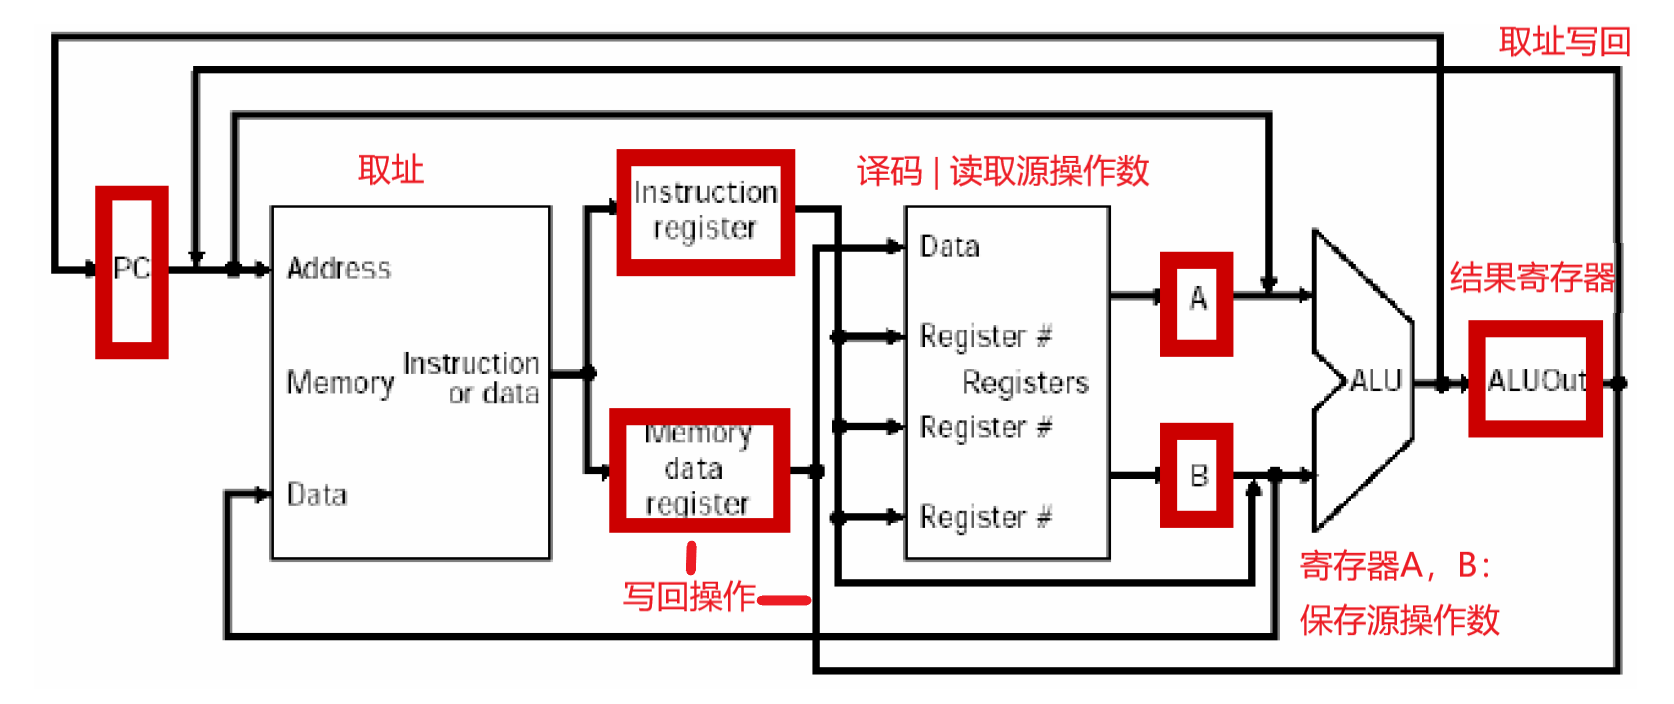 取址写回
取址
译码 | 读取源操作数
Instruction
register
PC
Address
Data
A
结果寄存器
Register #
Instruction
or data
Memory
Registers
ALU
ALUOut
Memory
data
register
Register #
B
Data
Register #
写回操作
寄存器A，B：
保存源操作数